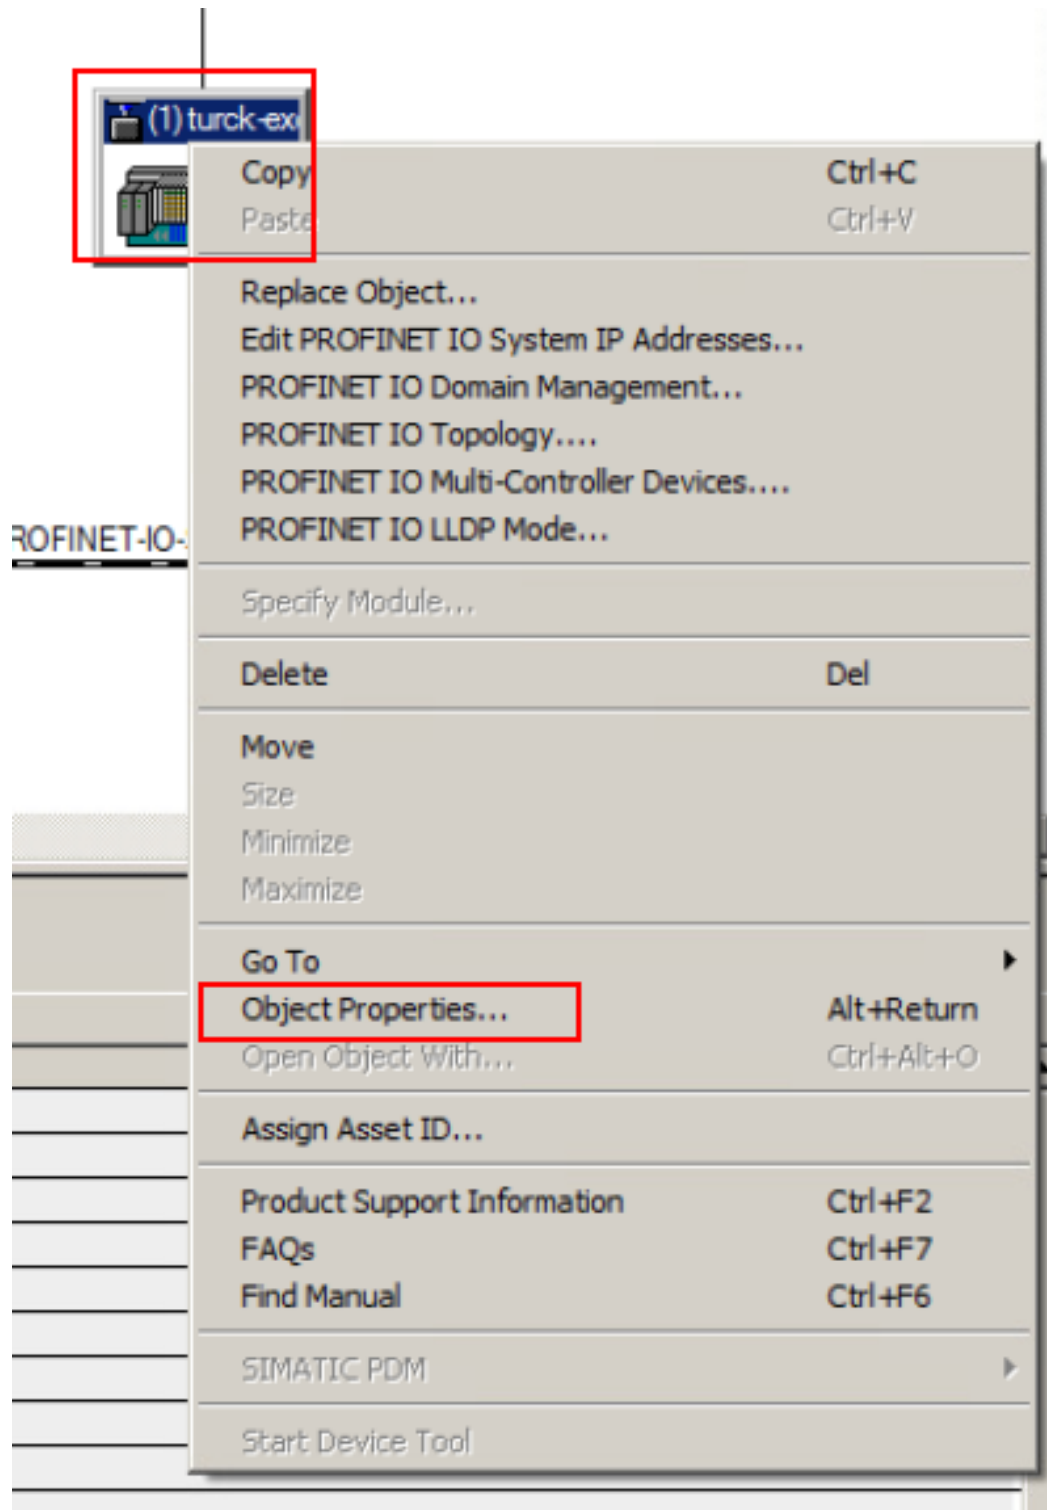 (1) turck-ex
Copy Ctrl+C
Paste Ctrl+V
Replace Object...
Edit PROFINET IO System IP Addresses...
PROFINET IO Domain Management...
PROFINET IO Topology....
PROFINET IO Multi-Controller Devices....
ROFINET-IO-
PROFINET IO LLDP Mode...
Specify Module...
Delete Del
Move
Size
Minimize
Maximize
Go To
Object Properties... Alt+Return
Open Object With... Ctrl+Alt+O
Assign Asset ID...
Product Support Information Ctrl+F2
FAQs Ctrl+F7
Find Manual Ctrl+F6
SIMATIC PDM
Start Device Tool